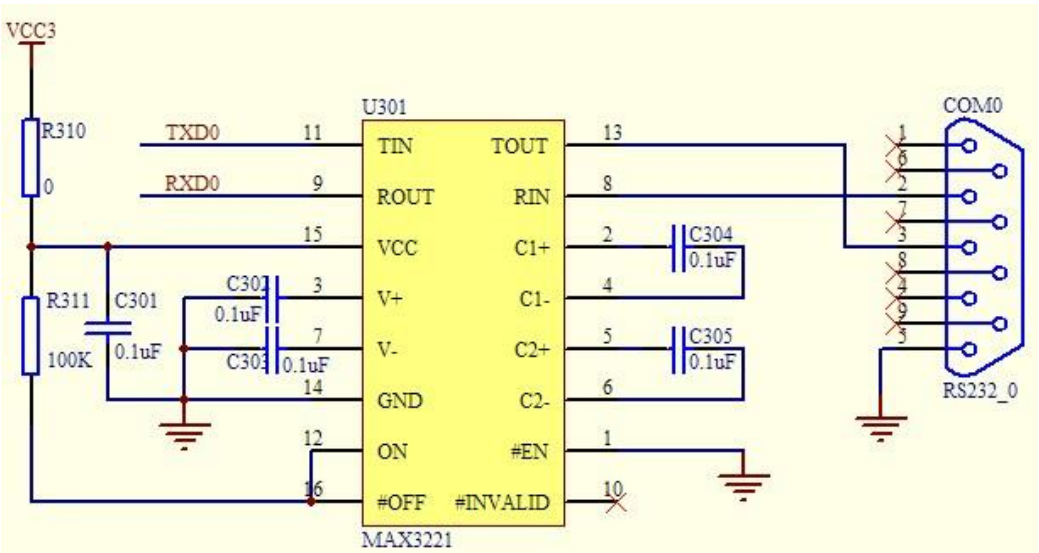 VCC3
U301
COM0
R310
0
TXD0
11
TIN
TOUT
13
1
6
RXD0
9
ROUT
RIN
8
2
7
15
VCC
C1+
2
C304
0.1uF
3
8
C302
0.1uF
3
V+
C1-
4
4
9
R311
100K
C301
0.1uF
C303
0.1uF
7
V-
C2+
5
C305
0.1uF
5
14
GND
C2-
6
RS232_0
12
ON
#EN
1
16
#OFF
#INVALID
10
MAX3221